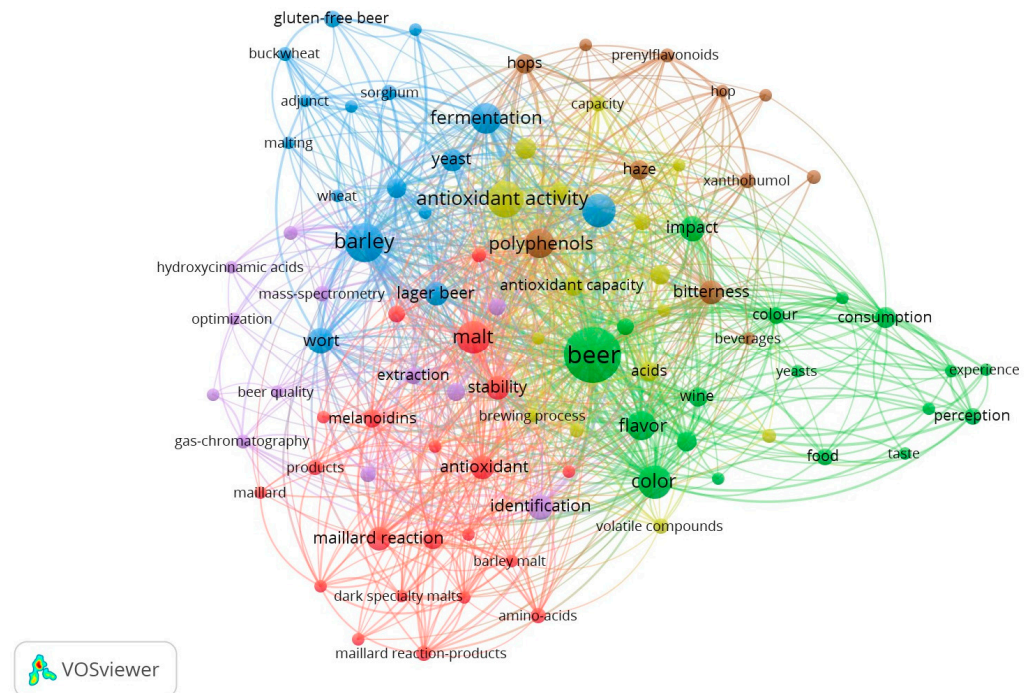 gluten-free beer
buckwheat
hops
prenylflavonoids
adjunct
sorghum
hop
capacity
fermentation
malting
yeast
haze
xanthohumol
wheat
antioxidant activity
impact
barley
polyphenols
hydroxycinnamic acids
mass-spectrometry
lager beer
antioxidant capacity
bitterness
optimization
colour
consumption
wort
malt
beverages
beer
extraction
acids
yeasts
experience
beer quality
stability
wine
melanoidins
brewing process
flavor
perception
gas-chromatography
products
antioxidant
food
taste
maillard
identification
color
volatile compounds
maillard reaction
barley malt
dark specialty malts
amino-acids
maillard reaction-products
VOSviewer